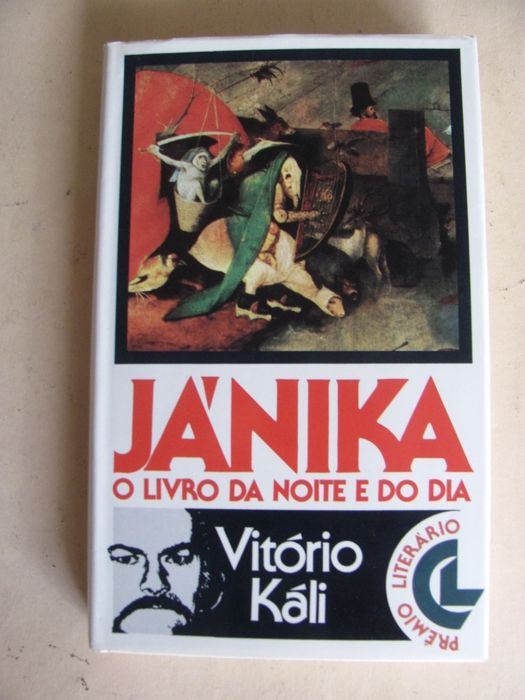 JÁNIKA
O LIVRO DA NOITE E DO DIA
Vitório
Káli
PRÉMIO LITERÁRIO
CL